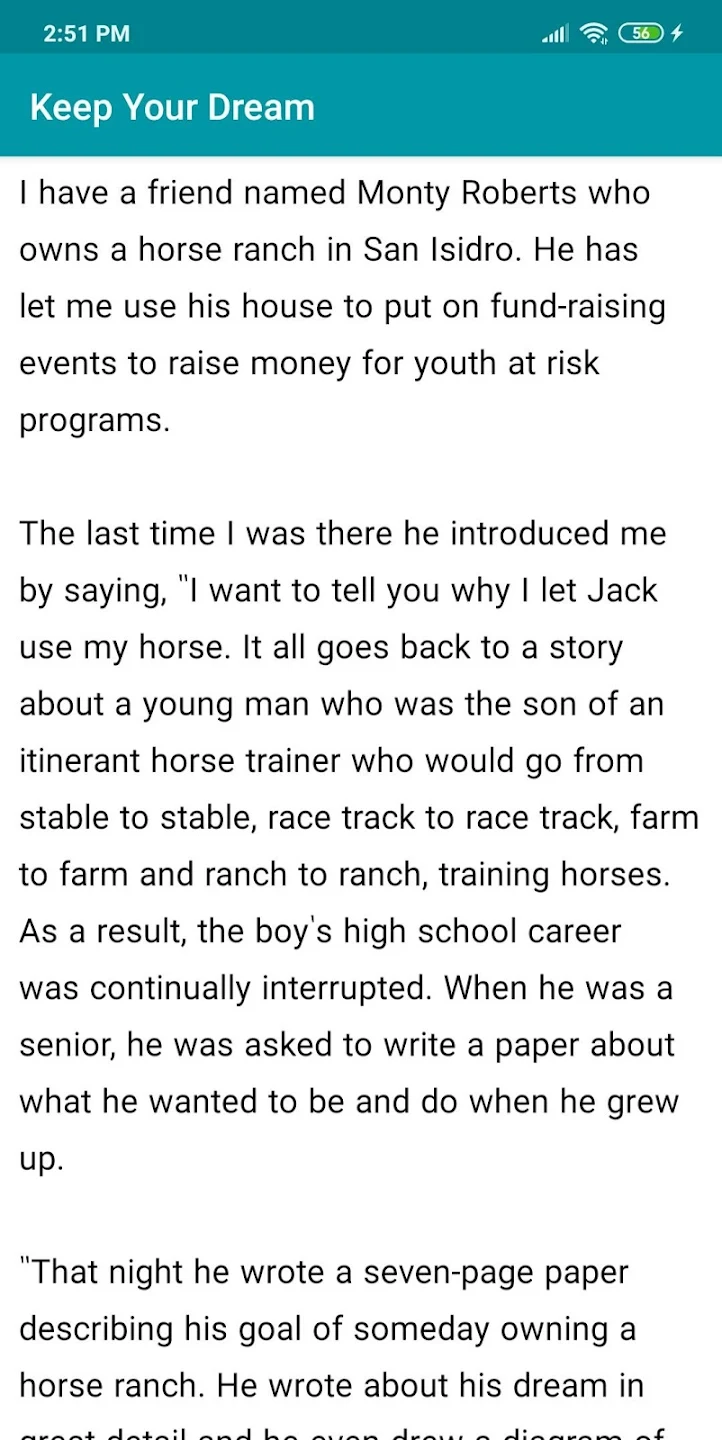 2:51 PM
56
Keep Your Dream
I have a friend named Monty Roberts who
owns a horse ranch in San Isidro. He has
let me use his house to put on fund-raising
events to raise money for youth at risk
programs.
The last time I was there he introduced me
by saying, "I want to tell you why I let Jack
use my horse. It all goes back to a story
about a young man who was the son of an
itinerant horse trainer who would go from
stable to stable, race track to race track, farm
to farm and ranch to ranch, training horses.
As a result, the boy's high school career
was continually interrupted. When he was a
senior, he was asked to write a paper about
what he wanted to be and do when he grew
up.
"That night he wrote a seven-page paper
describing his goal of someday owning a
horse ranch. He wrote about his dream in
great detail and he even drew a diagram of